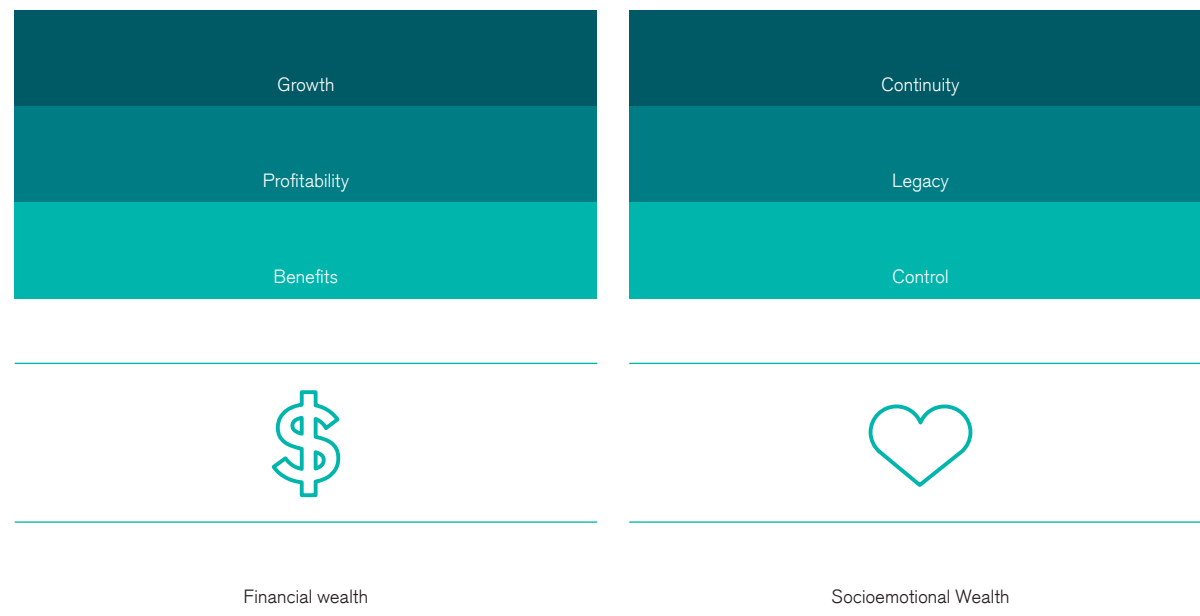 Growth
Profitability
Benefits
Financial wealth
Continuity
Legacy
Control
Socioemotional Wealth